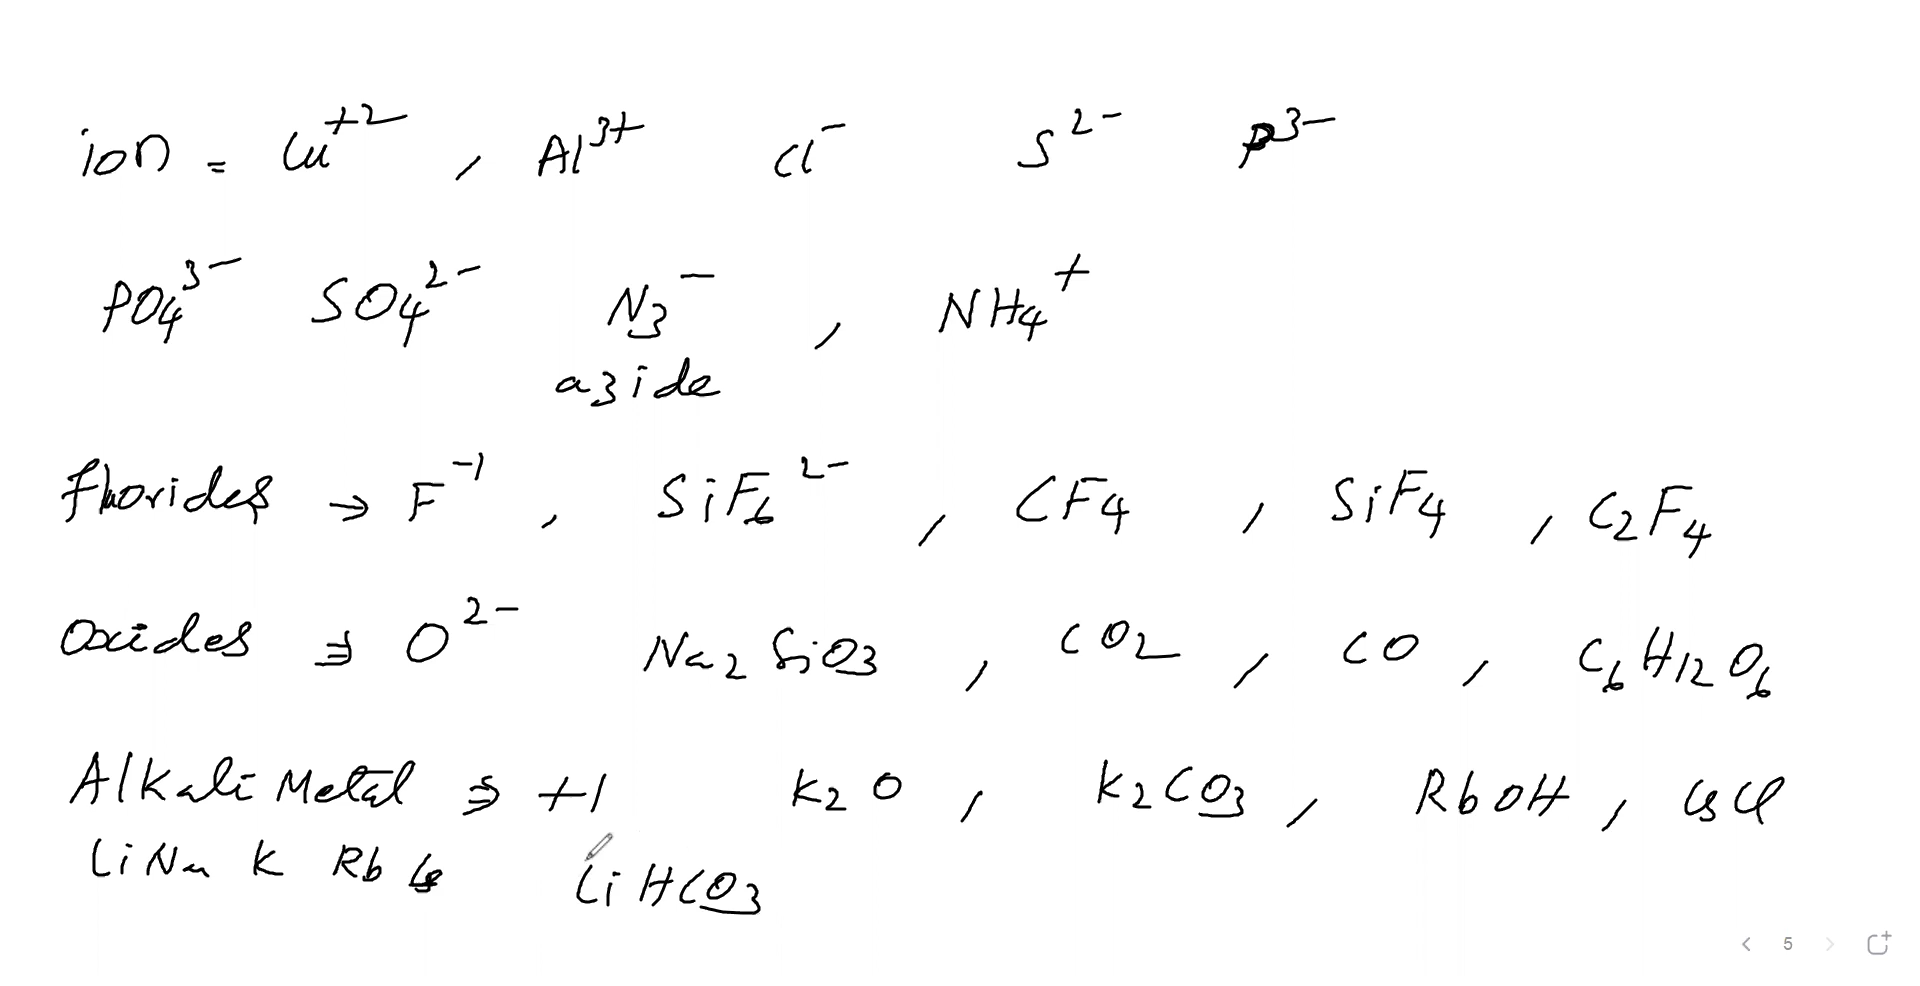 ion = Cu⁺², Al³⁺ Cl⁻ S²⁻ P³⁻
PO₄³⁻ SO₄²⁻ N₃⁻, NH₄⁺
azide
fluorides → F⁻¹, SiF₆²⁻, CF₄, SiF₄, C₂F₄
Oxides ⇒ O²⁻ Na₂SiO₃, CO₂, CO, C₆H₁₂O₆
Alkali Metal ⇒ +1 K₂O, K₂CO₃, RbOH, CsCl
Li Na K Rb Cs LiHCO₃
5